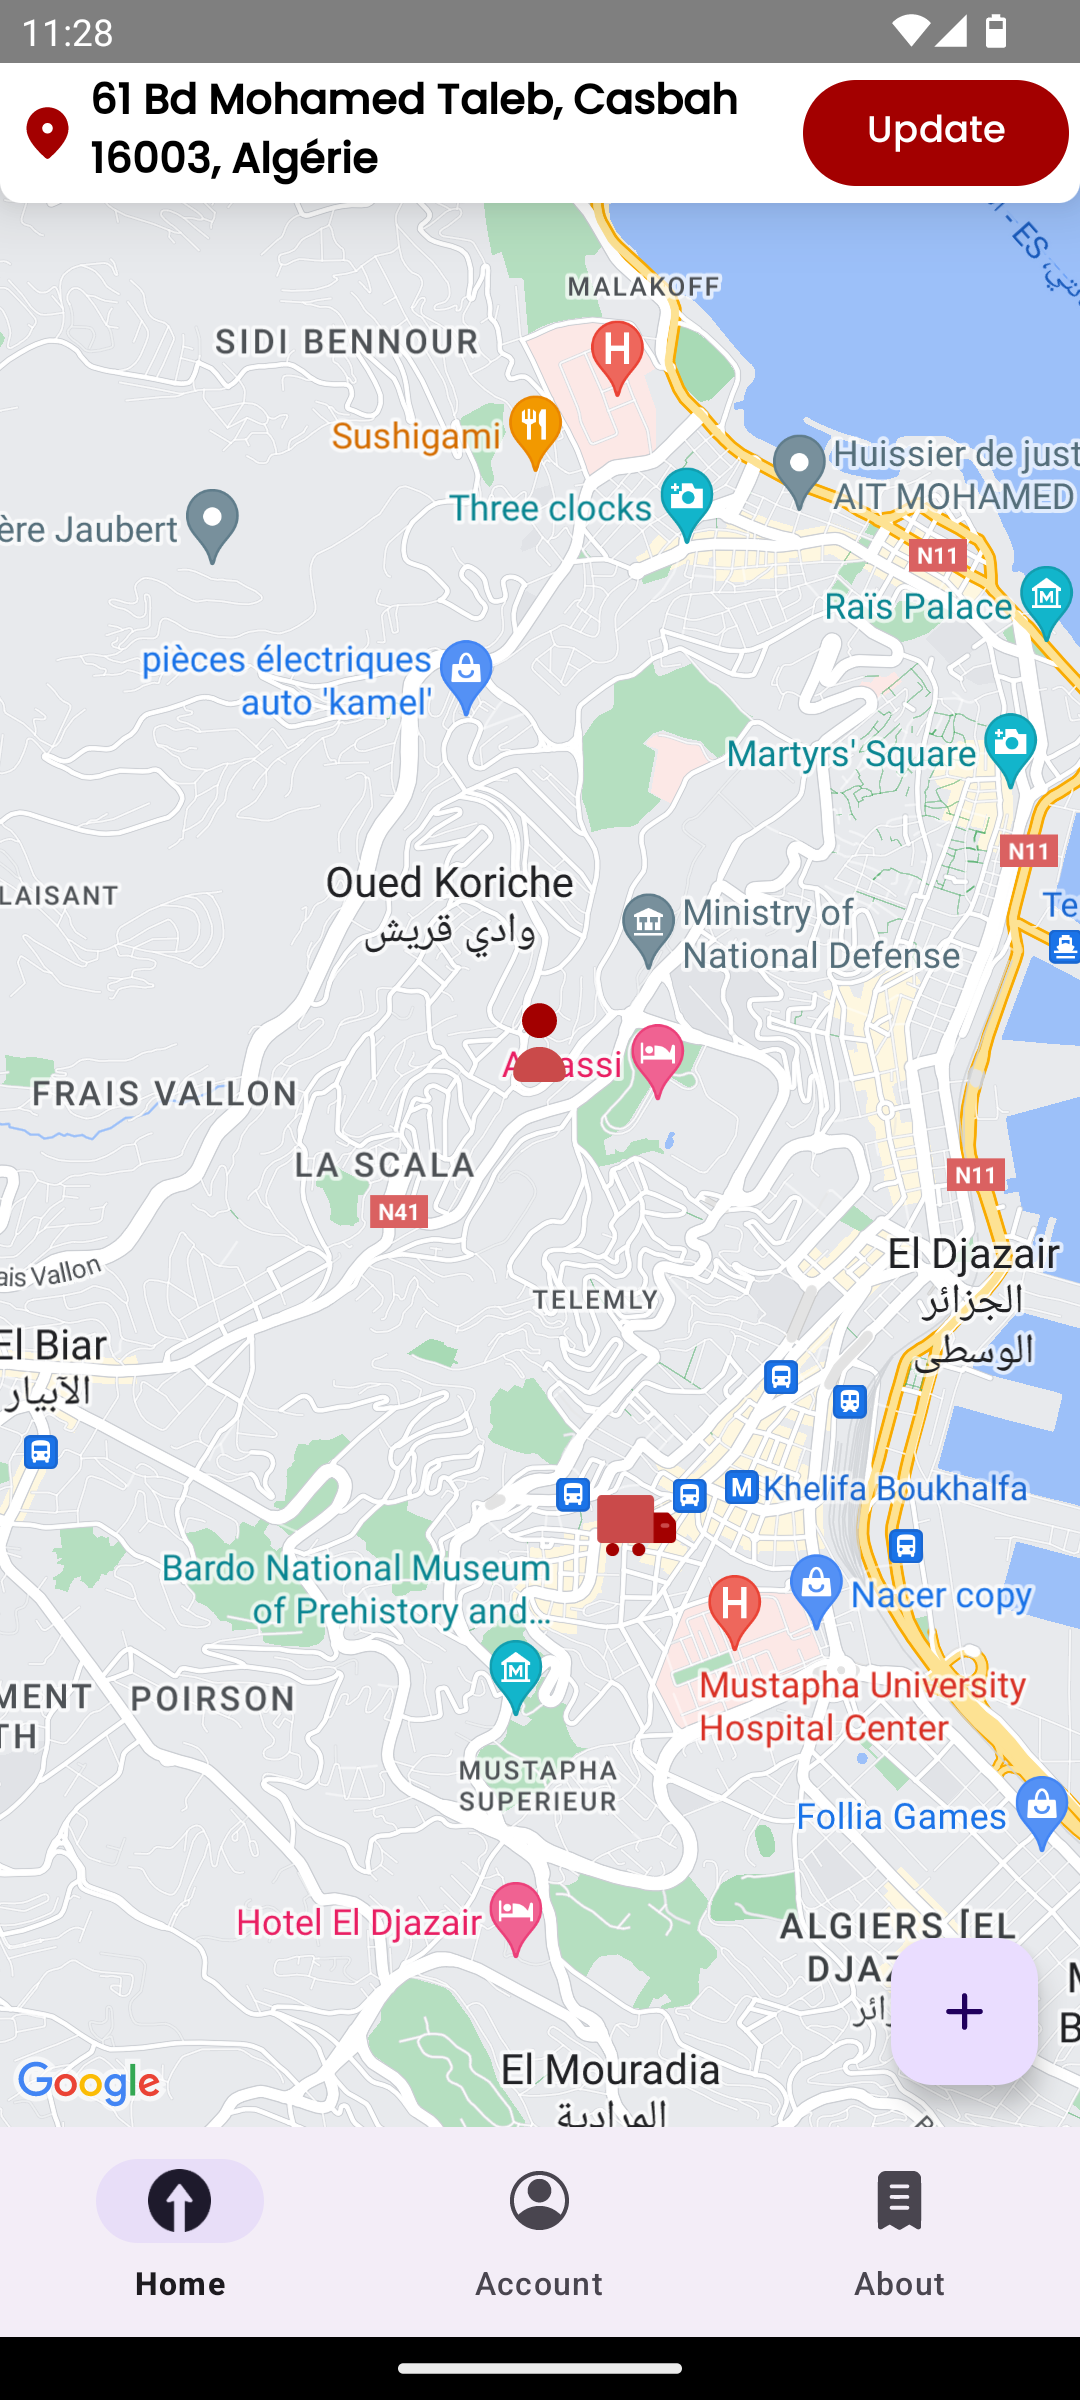 11:28
61 Bd Mohamed Taleb, Casbah
16003, Algérie
Update
MALAKOFF
SIDI BENNOUR
H
Sushigami
Huissier de just
AIT MOHAMED
Three clocks
ère Jaubert
N11
Raïs Palace
pièces électriques
auto 'kamel'
Martyrs' Square
N11
Oued Koriche
وادي قريش
LAISANT
Ministry of
National Defense
Te
assi
FRAIS VALLON
LA SCALA
N11
N41
El Djazair
الجزائر
الوسطى
ais Vallon
TELEMLY
El Biar
الأبيار
M
Khelifa Boukhalfa
Bardo National Museum
of Prehistory and...
Nacer copy
H
Mustapha University
Hospital Center
MENT
TH
POIRSON
MUSTAPHA
SUPERIEUR
Follia Games
Hotel El Djazair
ALGIERS [EL
DJAZ
El Mouradia
المرادية
Google
Home
Account
About